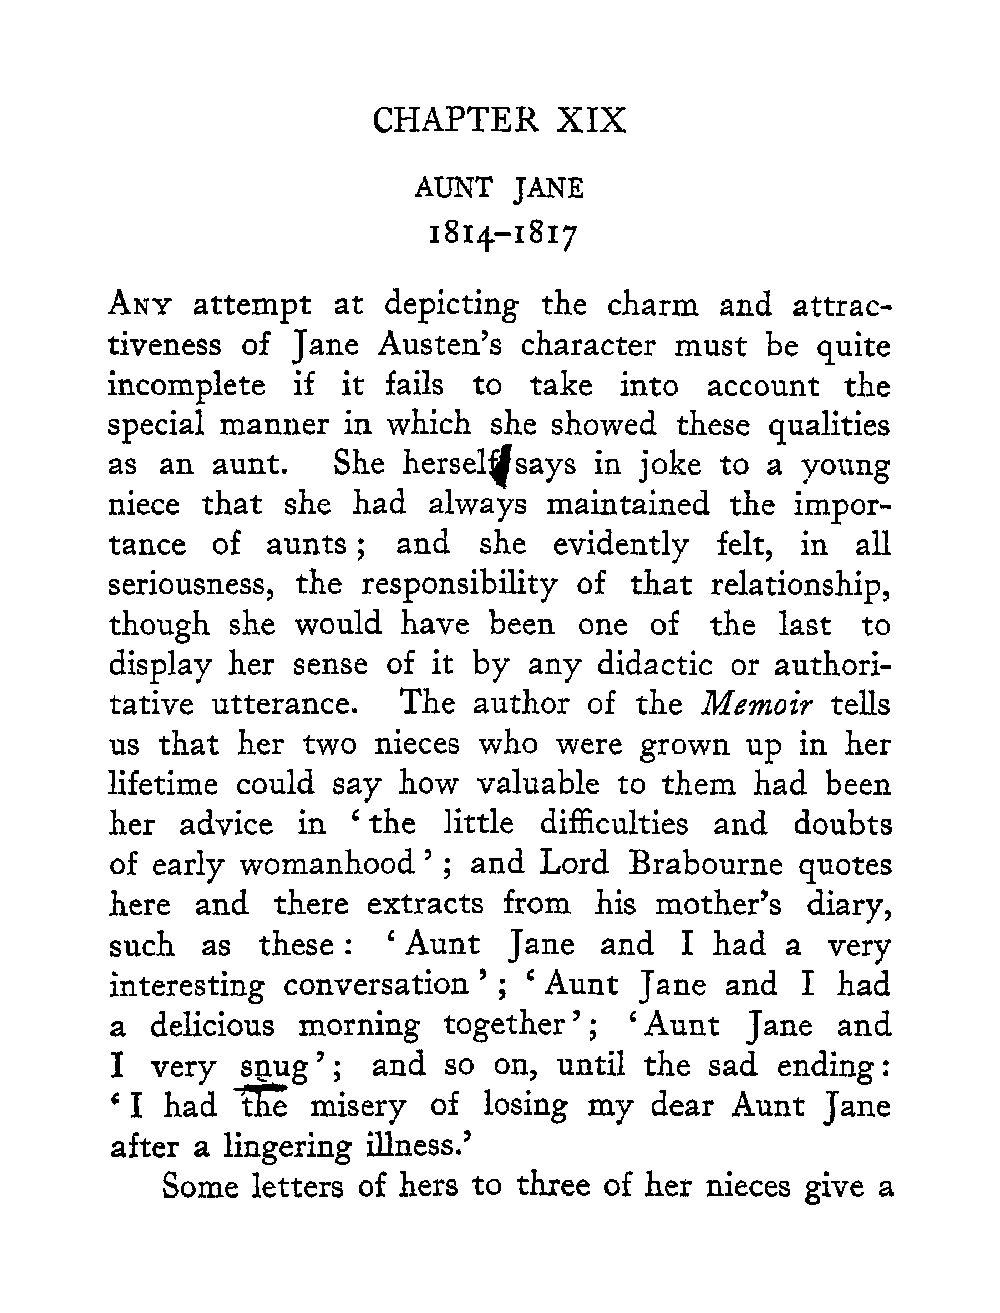 CHAPTER XIX
AUNT JANE
1814–1817
ANY attempt at depicting the charm and attrac-
tiveness of Jane Austen's character must be quite
incomplete if it fails to take into account the
special manner in which she showed these qualities
as an aunt. She herself says in joke to a young
niece that she had always maintained the impor-
tance of aunts ; and she evidently felt, in all
seriousness, the responsibility of that relationship,
though she would have been one of the last to
display her sense of it by any didactic or authori-
tative utterance. The author of the Memoir tells
us that her two nieces who were grown up in her
lifetime could say how valuable to them had been
her advice in ‘ the little difficulties and doubts
of early womanhood ’ ; and Lord Brabourne quotes
here and there extracts from his mother's diary,
such as these : ‘ Aunt Jane and I had a very
interesting conversation ’ ; ‘ Aunt Jane and I had
a delicious morning together ’ ; ‘ Aunt Jane and
I very snug ’ ; and so on, until the sad ending :
‘ I had the misery of losing my dear Aunt Jane
after a lingering illness.’
Some letters of hers to three of her nieces give a